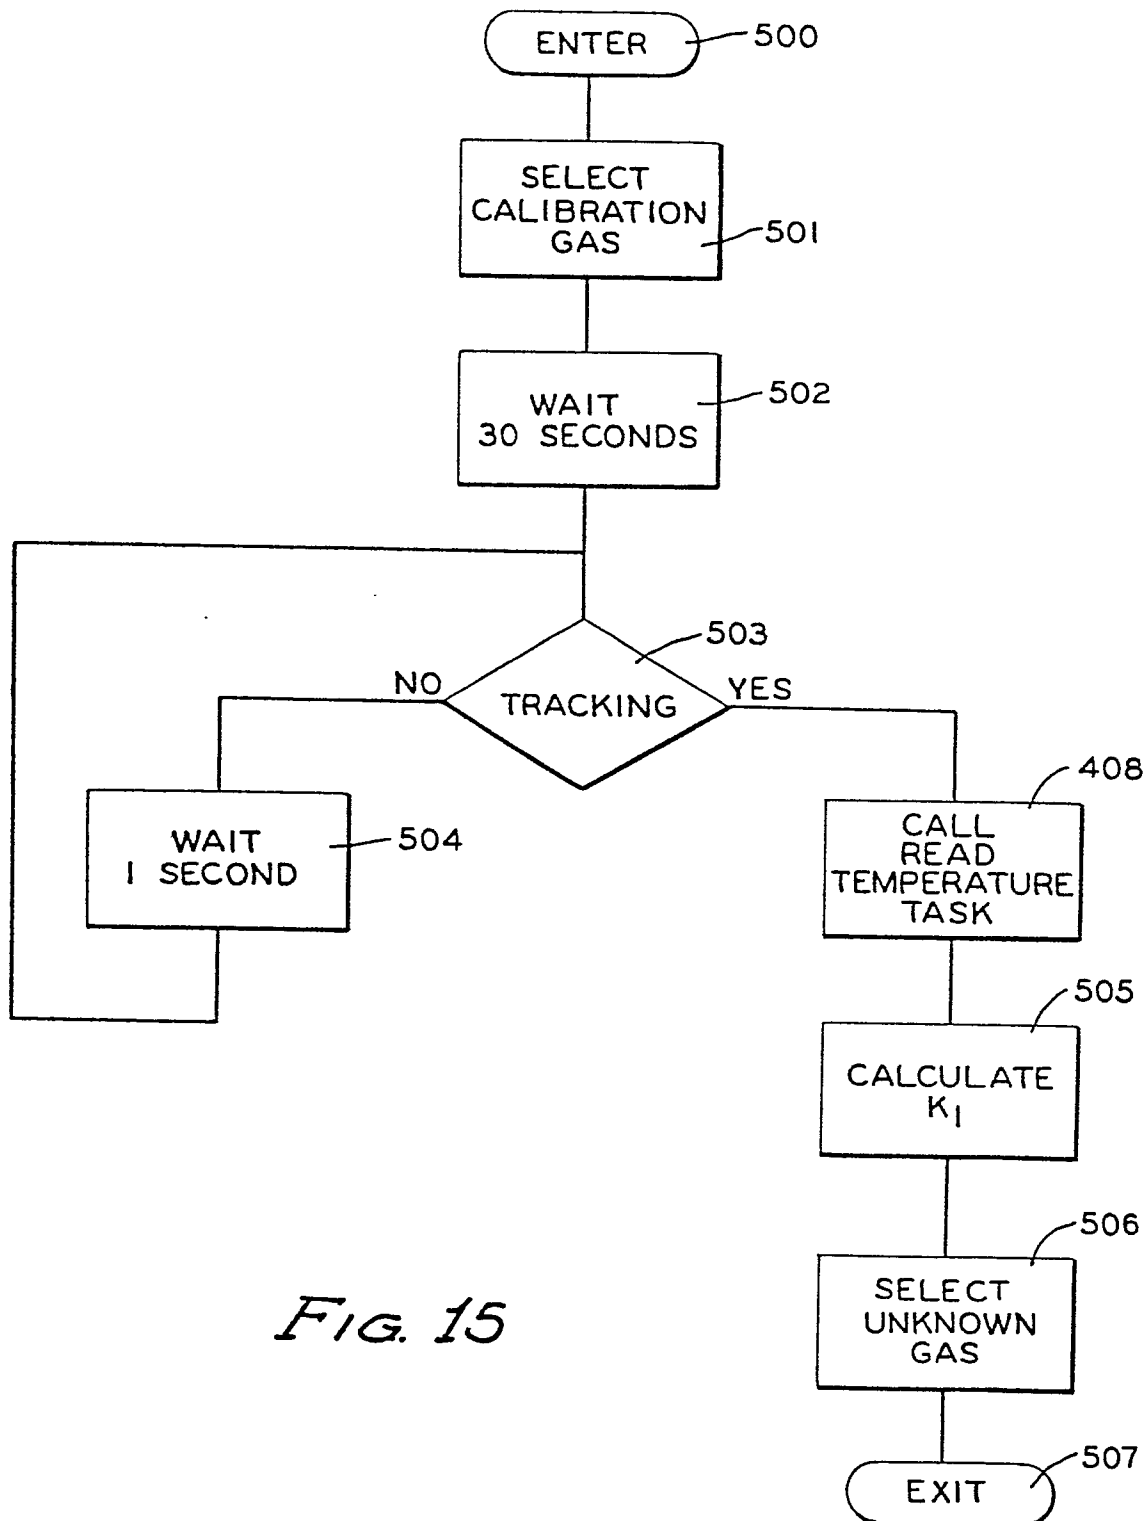 ENTER
500
SELECT
CALIBRATION
GAS
501
WAIT
30 SECONDS
502
503
NO
TRACKING
YES
WAIT
1 SECOND
504
408
CALL
READ
TEMPERATURE
TASK
505
CALCULATE
K1
506
SELECT
UNKNOWN
GAS
507
EXIT
FIG. 15